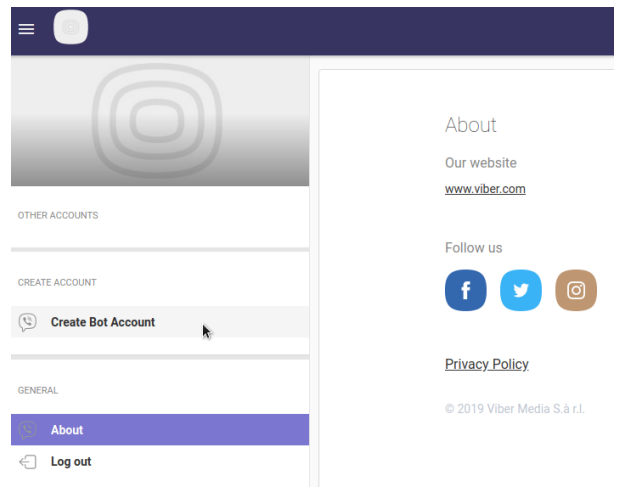 OTHER ACCOUNTS
CREATE ACCOUNT
Create Bot Account
GENERAL
About
Log out
About
Our website
www.viber.com
Follow us
Privacy Policy
© 2019 Viber Media S.à r.l.